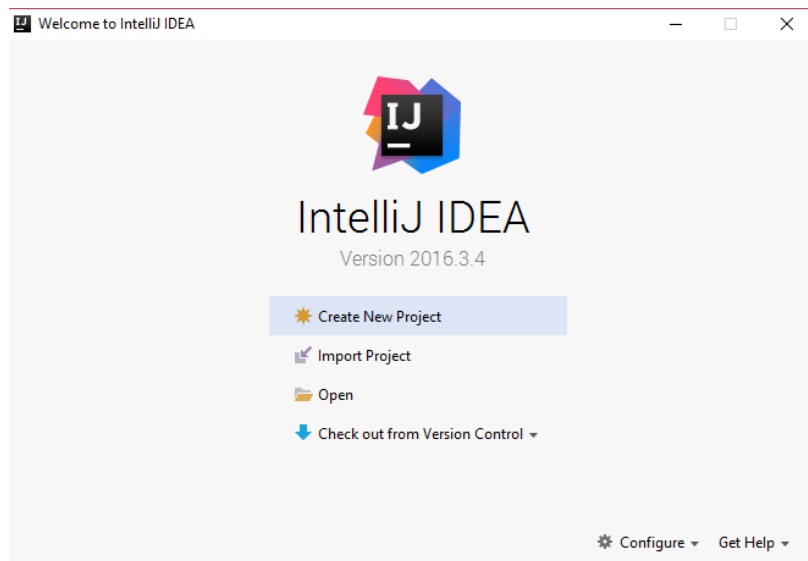 Welcome to IntelliJ IDEA
IJ
IntelliJ IDEA
Version 2016.3.4
Create New Project
Import Project
Open
Check out from Version Control
Configure Get Help